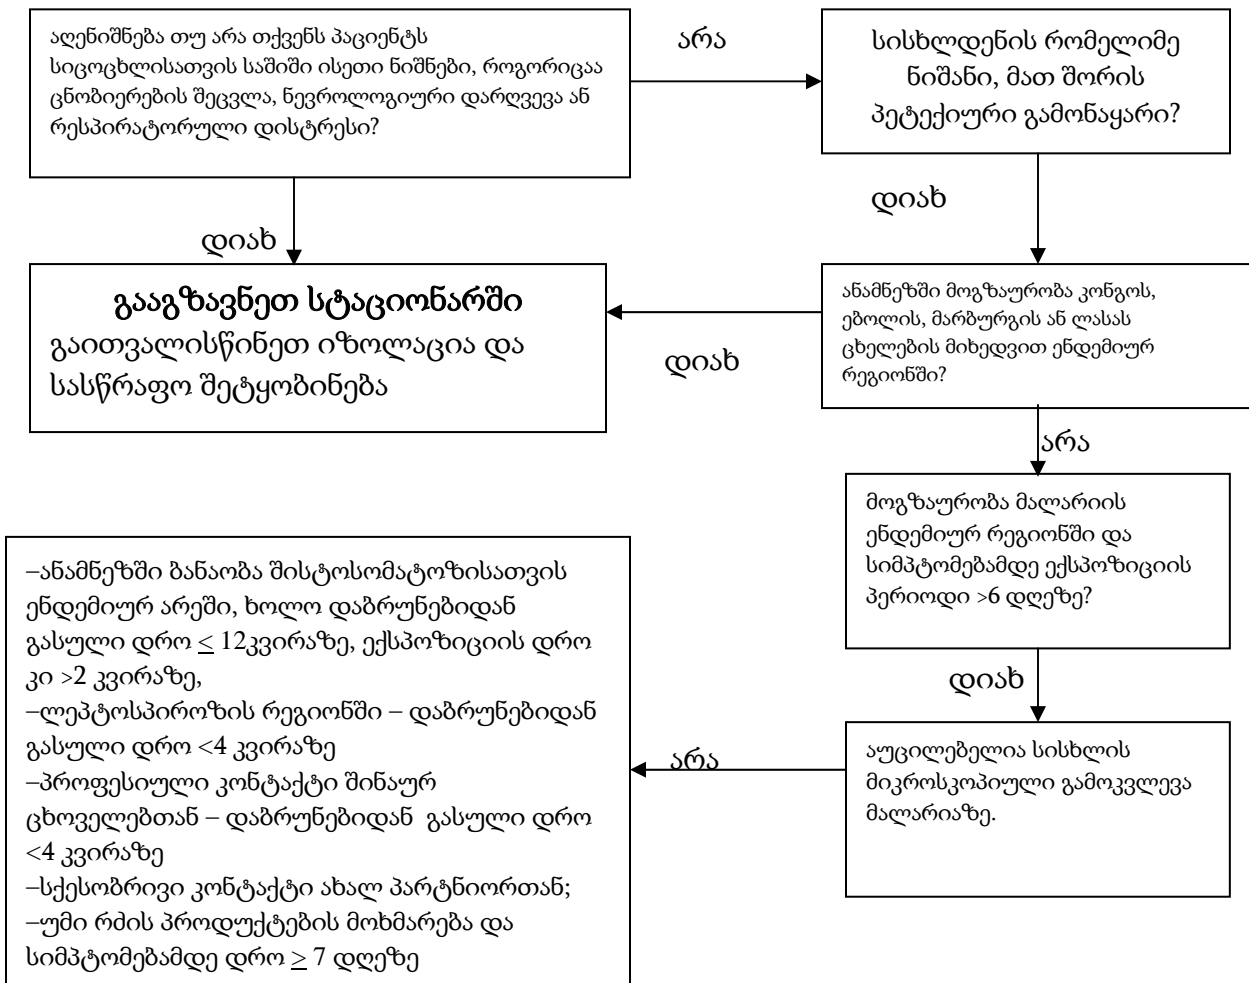 აღენიშნება თუ არა თქვენს პაციენტს
სიცოცხლისათვის საშიში ისეთი ნიშნები, როგორიცაა
ცნობიერების შეცვლა, ნევროლოგიური დარღვევა ან
რესპირატორული დისტრესი?
არა
სისხლდენის რომელიმე
ნიშანი, მათ შორის
პეტექიური გამონაყარი?
დიახ
დიახ
გააგზავნეთ სტაციონარში
გაითვალისწინეთ იზოლაცია და
სასწრაფო შეტყობინება
დიახ
ანამნეზში მოგზაურობა კონგოს,
ებოლის, მარბურგის ან ლასას
ცხელების მიხედვით ენდემიურ
რეგიონში?
არა
მოგზაურობა მალარიის
ენდემიურ რეგიონში და
სიმპტომებამდე ექსპოზიციის
პერიოდი >6 დღეზე?
დიახ
აუცილებელია სისხლის
მიკროსკოპიული გამოკვლევა
მალარიაზე.
არა
–ანამნეზში ბანაობა შისტოსომატოზისათვის
ენდემიურ არეში, ხოლო დაბრუნებიდან
გასული დრო ≤ 12კვირაზე, ექსპოზიციის დრო
კი >2 კვირაზე,
–ლეპტოსპიროზის რეგიონში – დაბრუნებიდან
გასული დრო <4 კვირაზე
–პროფესიული კონტაქტი შინაურ
ცხოველებთან – დაბრუნებიდან გასული დრო
<4 კვირაზე
–სქესობრივი კონტაქტი ახალ პარტნიორთან;
–უმი რძის პროდუქტების მოხმარება და
სიმპტომებამდე დრო ≥ 7 დღეზე